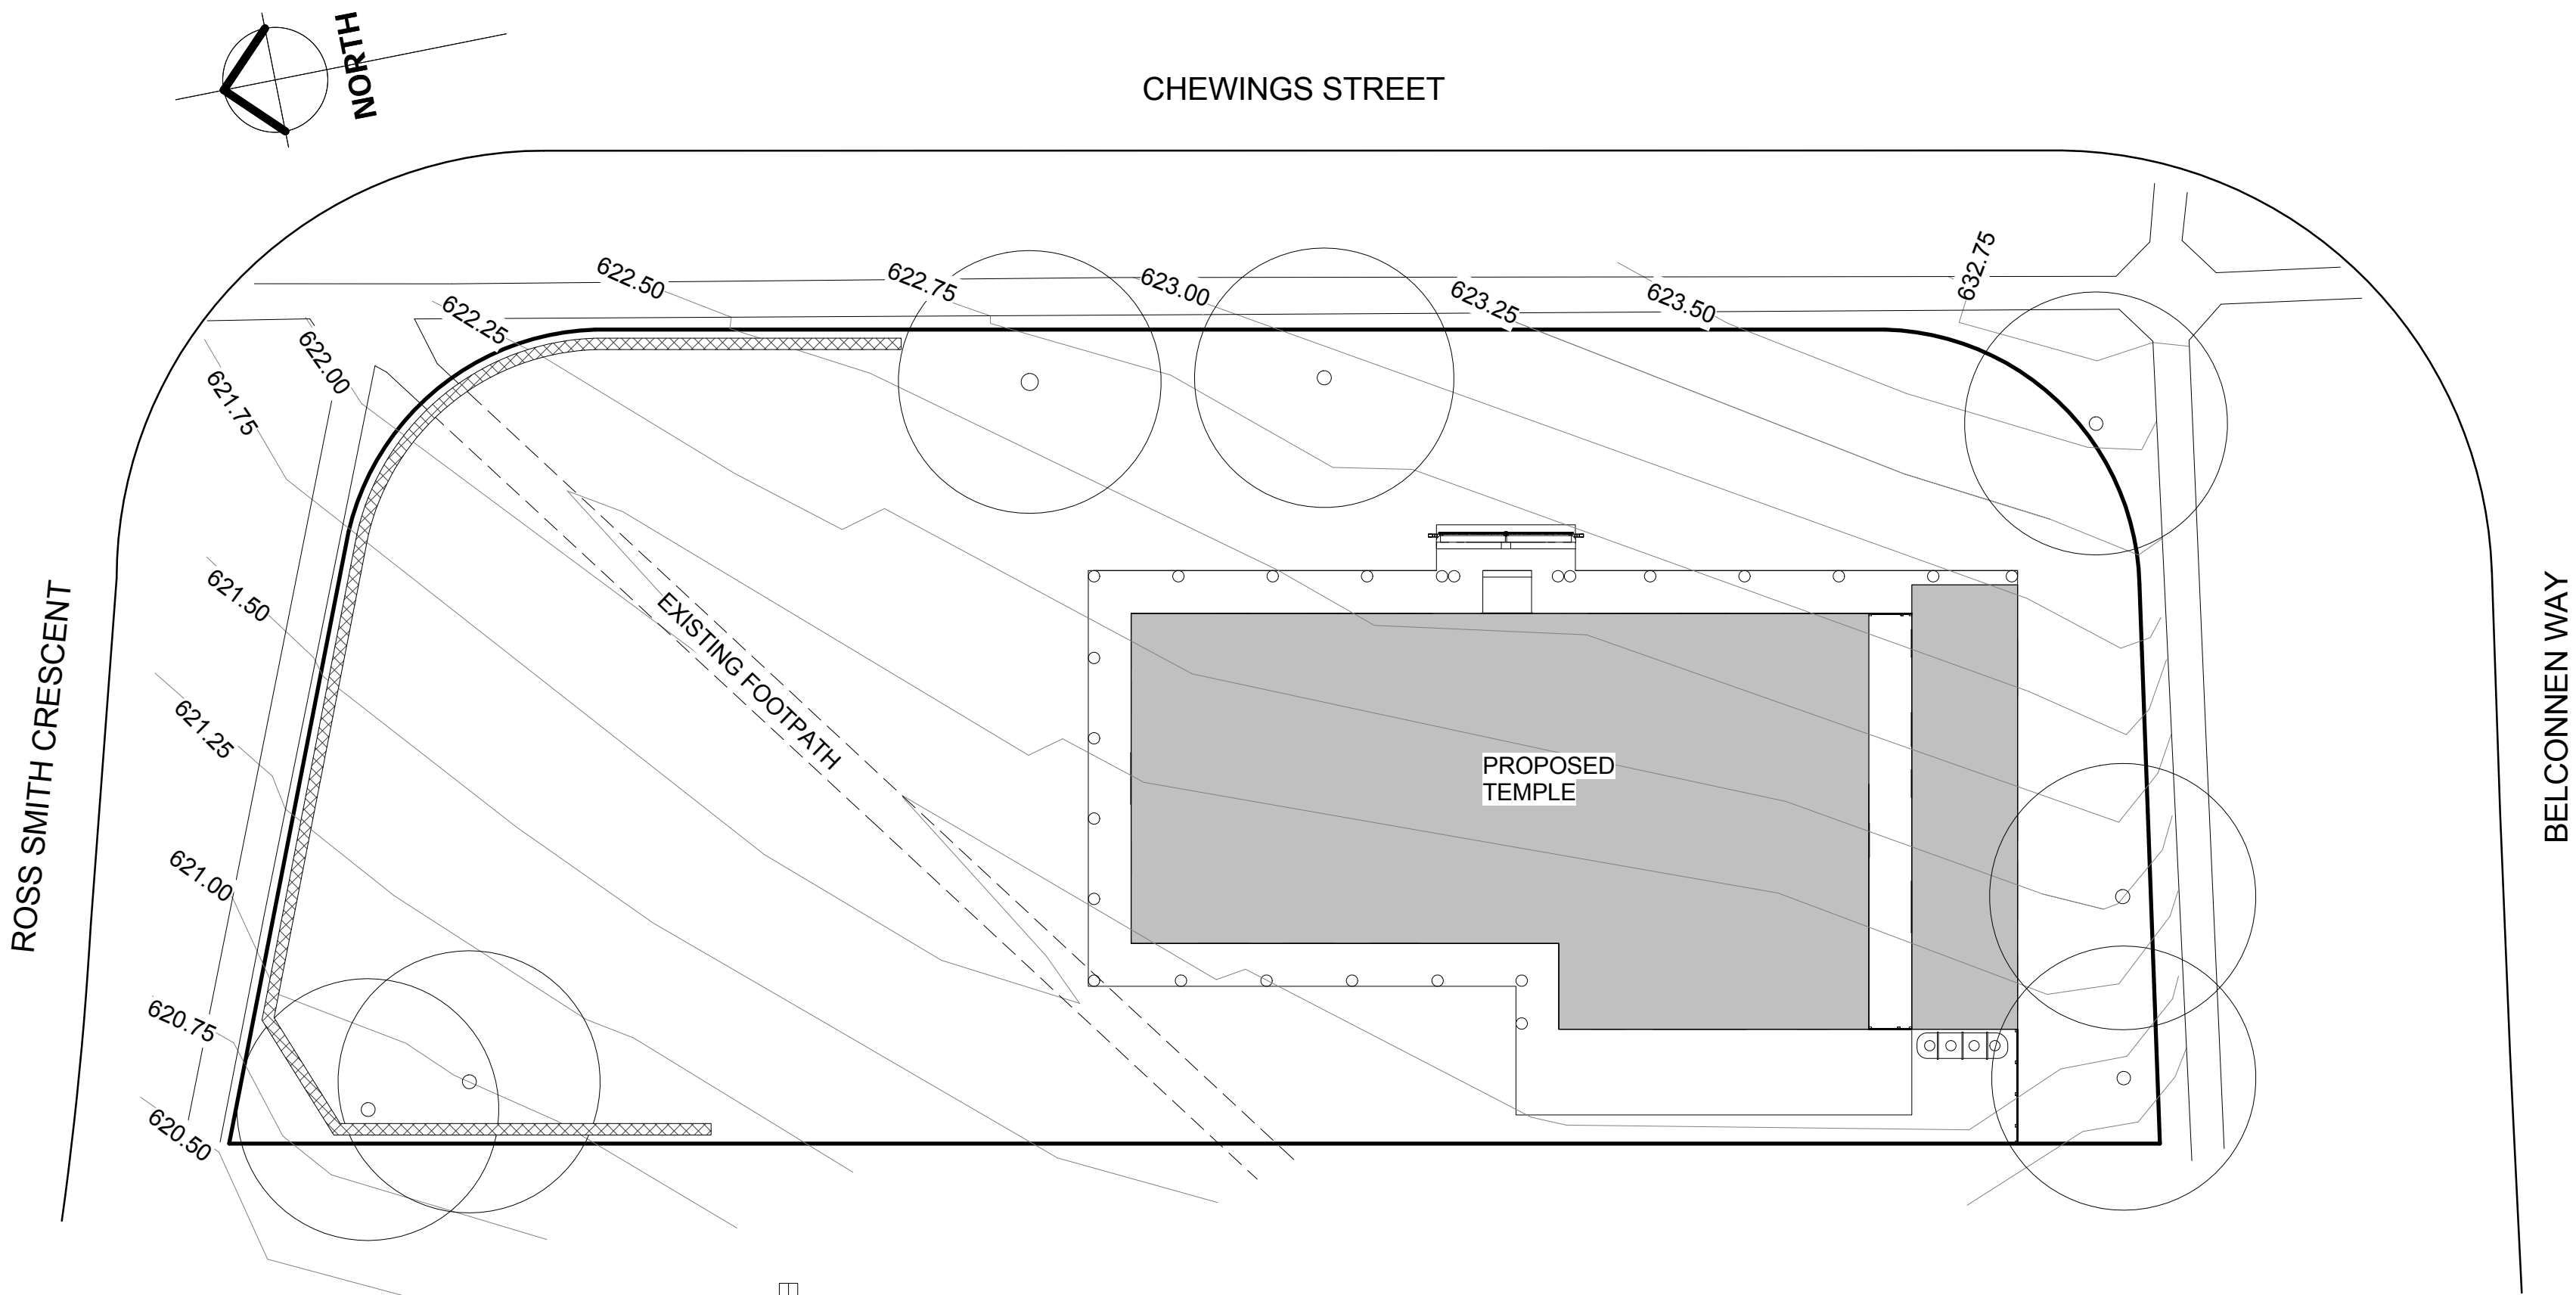 NORTH
CHEWINGS STREET
622.50
622.75
623.00
623.25
623.50
632.75
622.25
622.00
621.75
621.50
621.25
621.00
620.75
620.50
ROSS SMITH CRESCENT
EXISTING FOOTPATH
PROPOSED
TEMPLE
BELCONNEN WAY